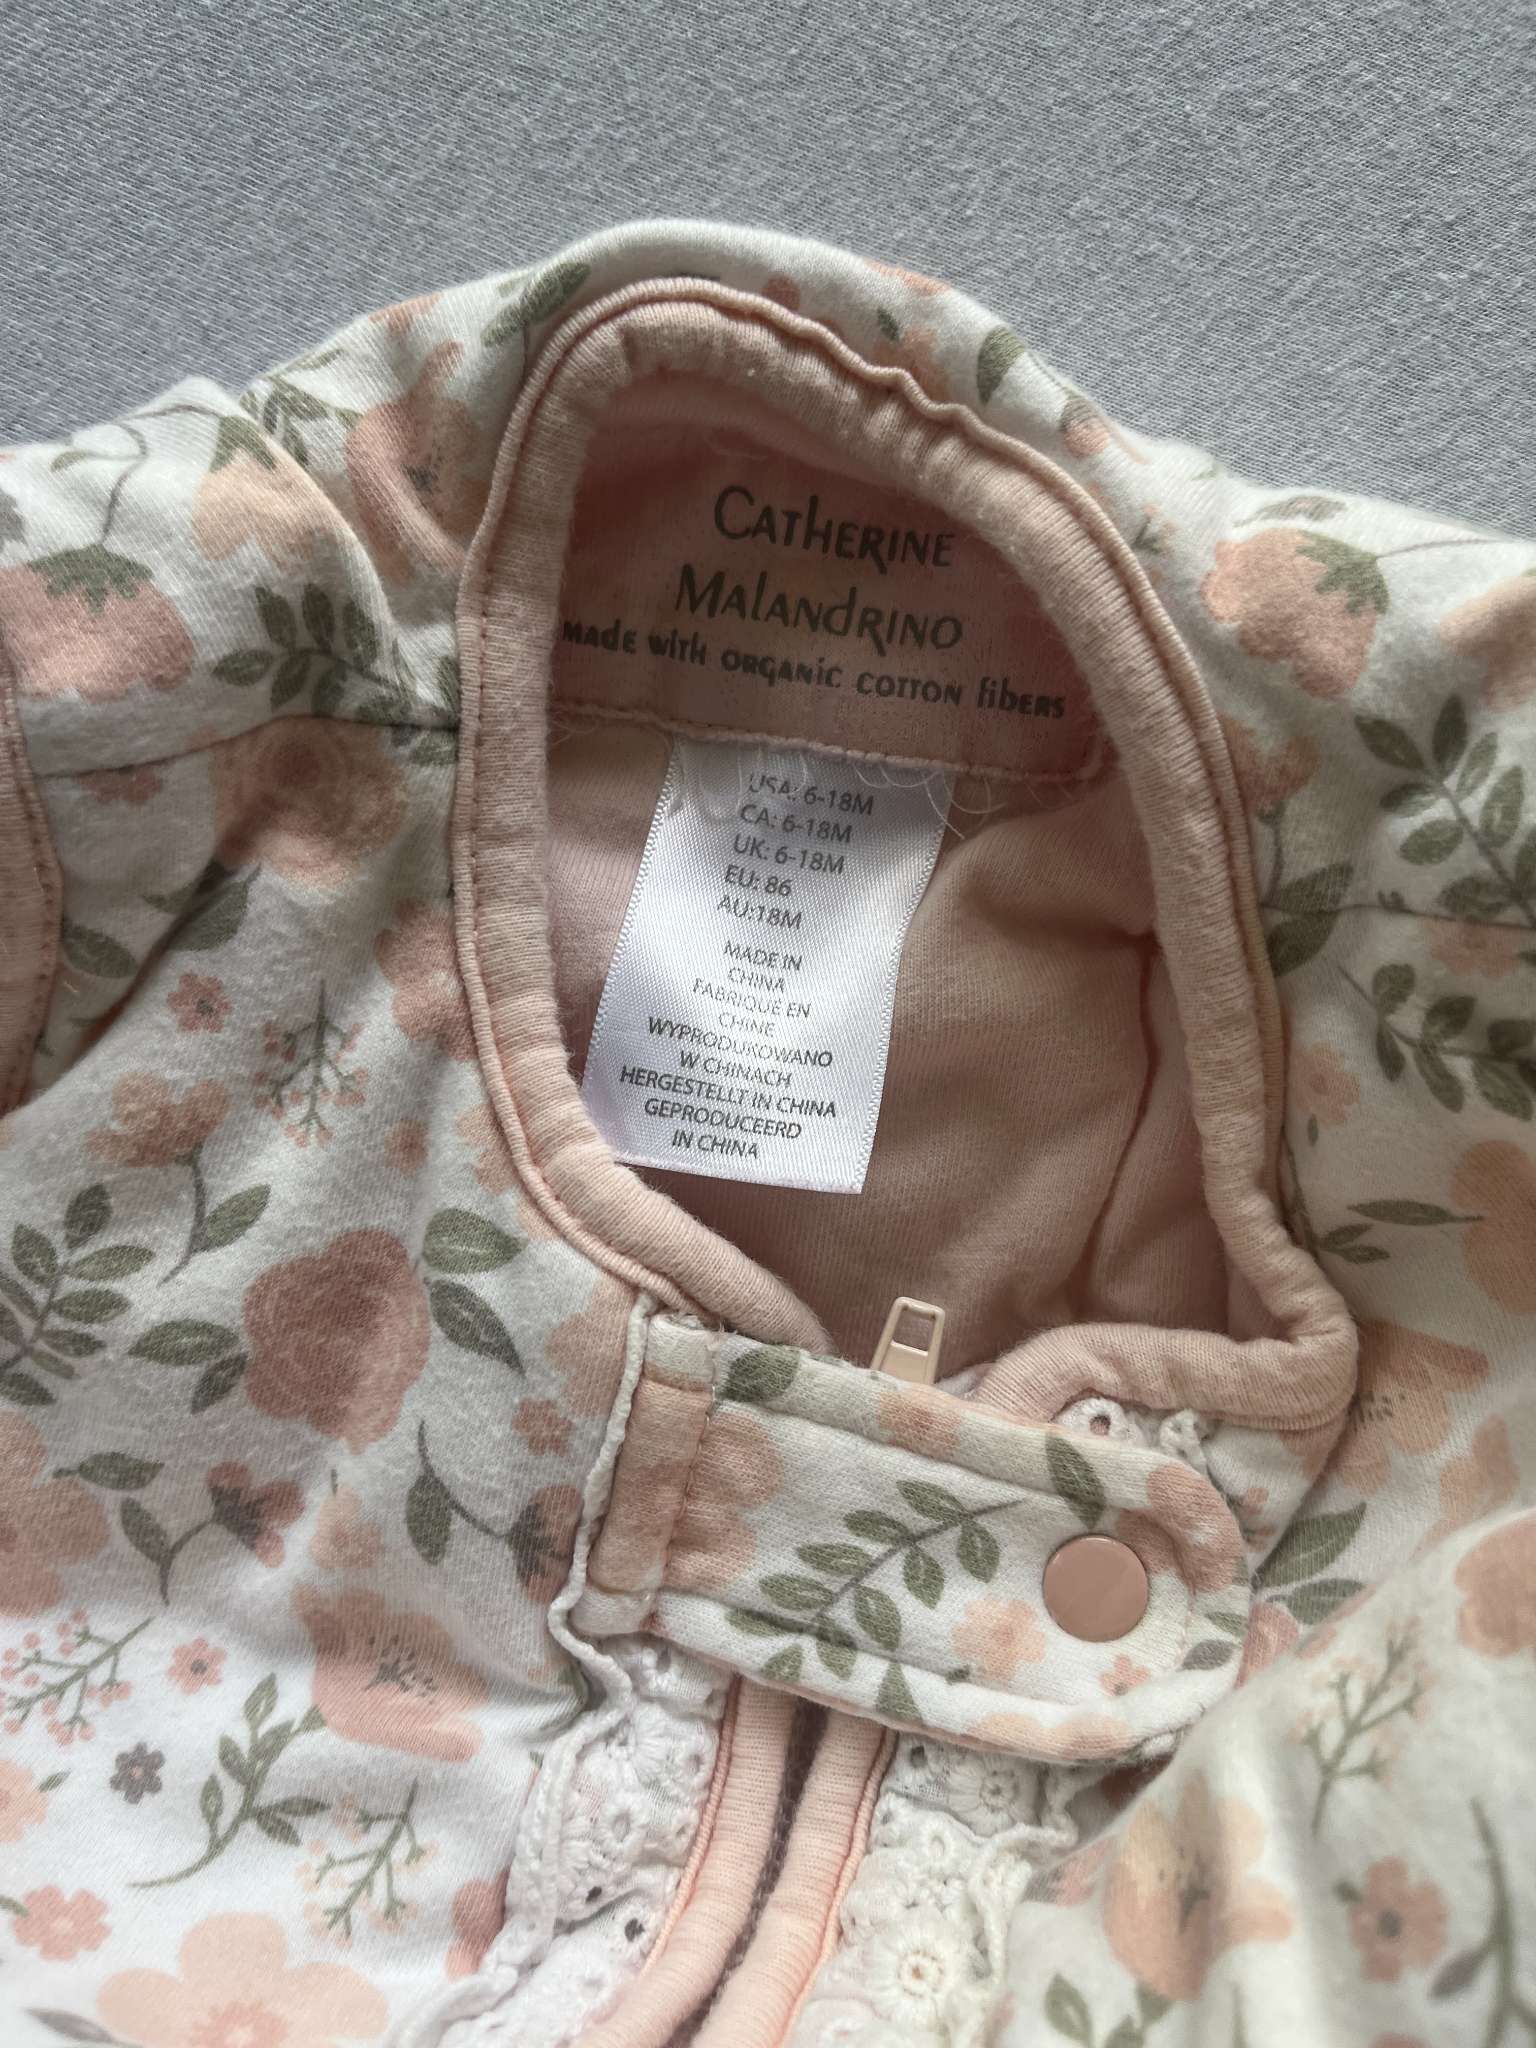 CATHERINE
MALANDRINO
MADE WITH ORGANIC COTTON FIBERS
USA: 6-18M
CA: 6-18M
UK: 6-18M
EU: 86
AU:18M
MADE IN
CHINA
FABRIQUÉ EN
CHINE
WYPRODUKOWANO
W CHINACH
HERGESTELLT IN CHINA
GEPRODUCEERD
IN CHINA